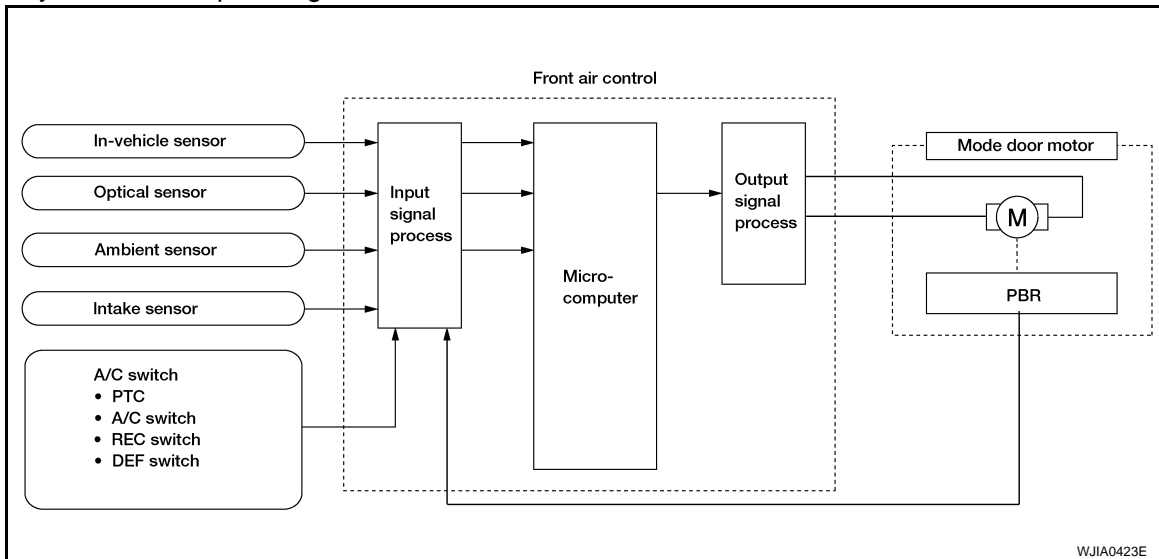 Front air control
In-vehicle sensor
Optical sensor
Ambient sensor
Intake sensor
A/C switch
• PTC
• A/C switch
• REC switch
• DEF switch
Input
signal
process
Micro-
computer
Output
signal
process
Mode door motor
M
PBR
WJIA0423E